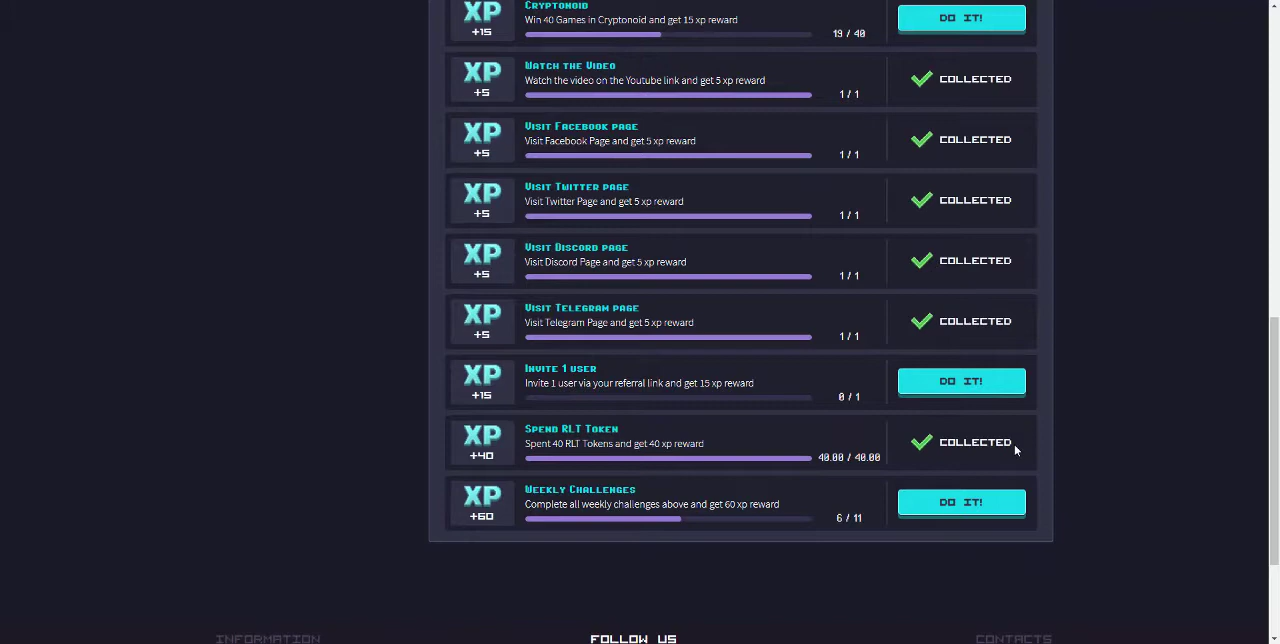 XP
+15
CRYPTONOID
Win 40 Games in Cryptonoid and get 15 xp reward
19 / 40
DO IT!
XP
+5
WATCH THE VIDEO
Watch the video on the Youtube link and get 5 xp reward
1 / 1
COLLECTED
XP
+5
VISIT FACEBOOK PAGE
Visit Facebook Page and get 5 xp reward
1 / 1
COLLECTED
XP
+5
VISIT TWITTER PAGE
Visit Twitter Page and get 5 xp reward
1 / 1
COLLECTED
XP
+5
VISIT DISCORD PAGE
Visit Discord Page and get 5 xp reward
1 / 1
COLLECTED
XP
+5
VISIT TELEGRAM PAGE
Visit Telegram Page and get 5 xp reward
1 / 1
COLLECTED
XP
+15
INVITE 1 USER
Invite 1 user via your referral link and get 15 xp reward
0 / 1
DO IT!
XP
+40
SPEND RLT TOKEN
Spent 40 RLT Tokens and get 40 xp reward
40.00 / 40.00
COLLECTED
XP
+60
WEEKLY CHALLENGES
Complete all weekly challenges above and get 60 xp reward
6 / 11
DO IT!
INFORMATION
FOLLOW US
CONTACTS